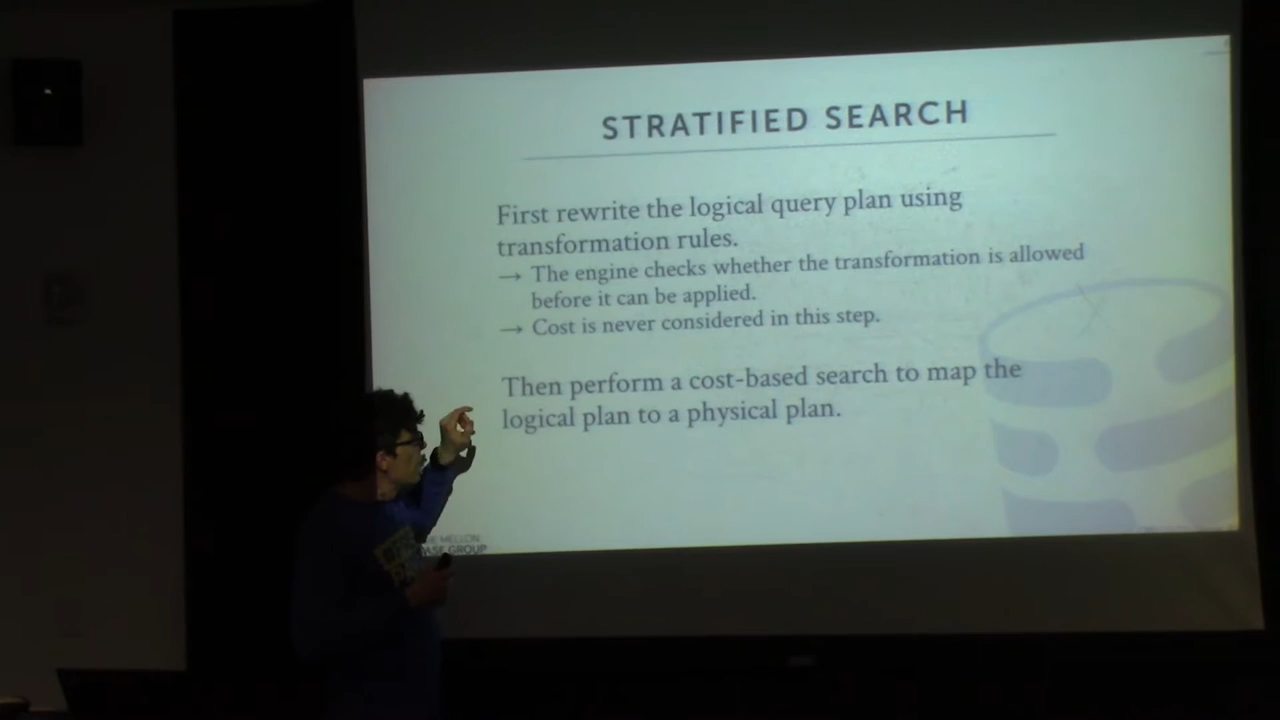 STRATIFIED SEARCH
First rewrite the logical query plan using
transformation rules.
→ The engine checks whether the transformation is allowed
before it can be applied.
→ Cost is never considered in this step.
Then perform a cost-based search to map the
logical plan to a physical plan.
MELLON
GROUP